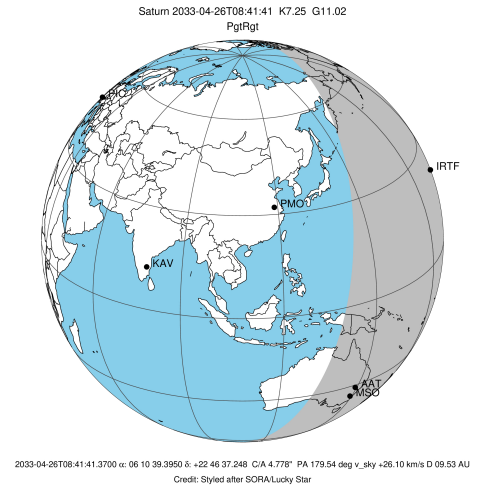 Saturn 2033-04-26T08:41:41 K7.25 G11.02
PgtRgt
PIC
IRTF
PMO
KAV
AAT
MSO
2033-04-26T08:41:41.3700 α: 06 10 39.3950 δ: +22 46 37.248 C/A 4.778" PA 179.54 deg v_sky +26.10 km/s D 09.53 AU
Credit: Styled after SORA/Lucky Star